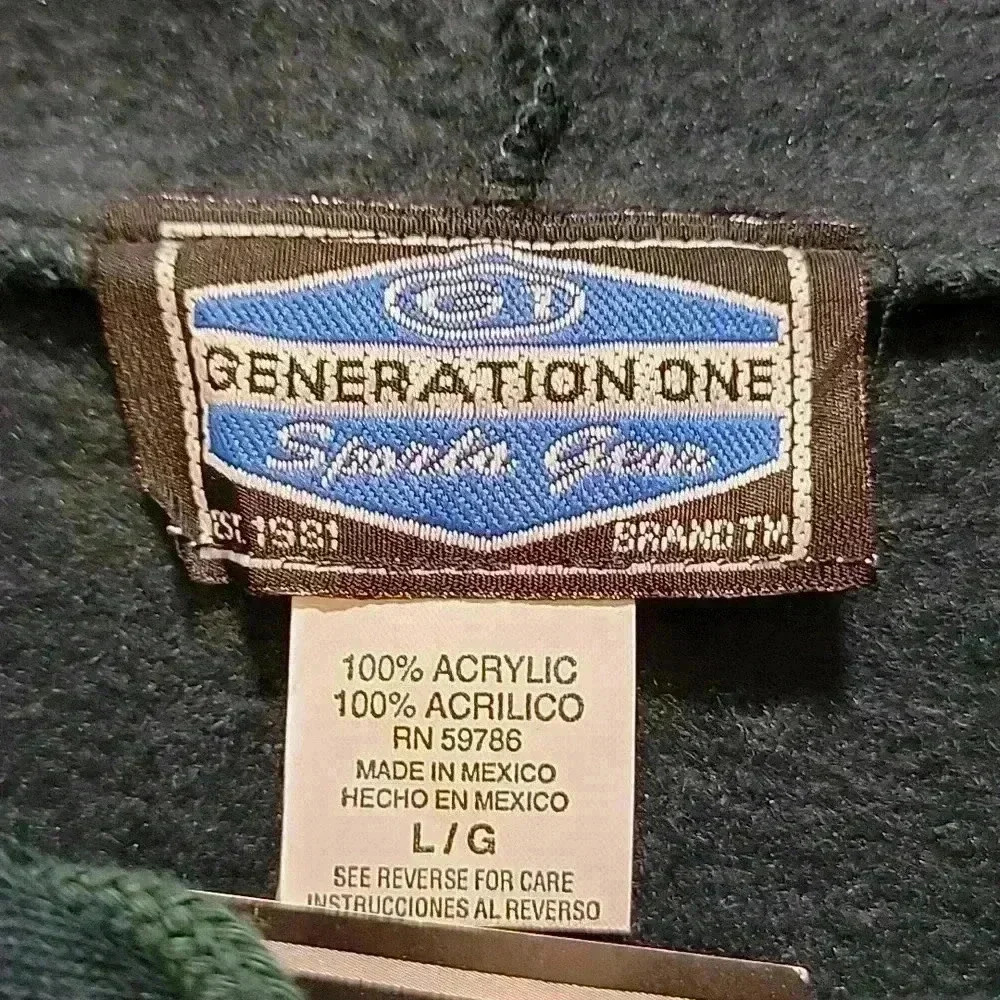 G1
GENERATION ONE
Sports Gear
EST. 1981 BRAND TM
100% ACRYLIC
100% ACRILICO
RN 59786
MADE IN MEXICO
HECHO EN MEXICO
L / G
SEE REVERSE FOR CARE
INSTRUCCIONES AL REVERSO